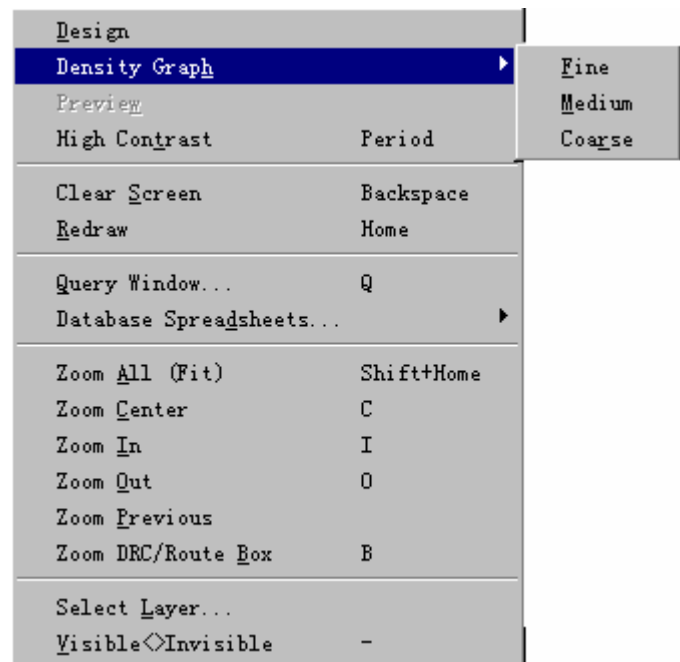 Design
Density Graph
Fine
Preview
Medium
High Contrast Period
Coarse
Clear Screen Backspace
Redraw Home
Query Window... Q
Database Spreadsheets...
Zoom All (Fit) Shift+Home
Zoom Center C
Zoom In I
Zoom Out O
Zoom Previous
Zoom DRC/Route Box B
Select Layer...
Visible<>Invisible -